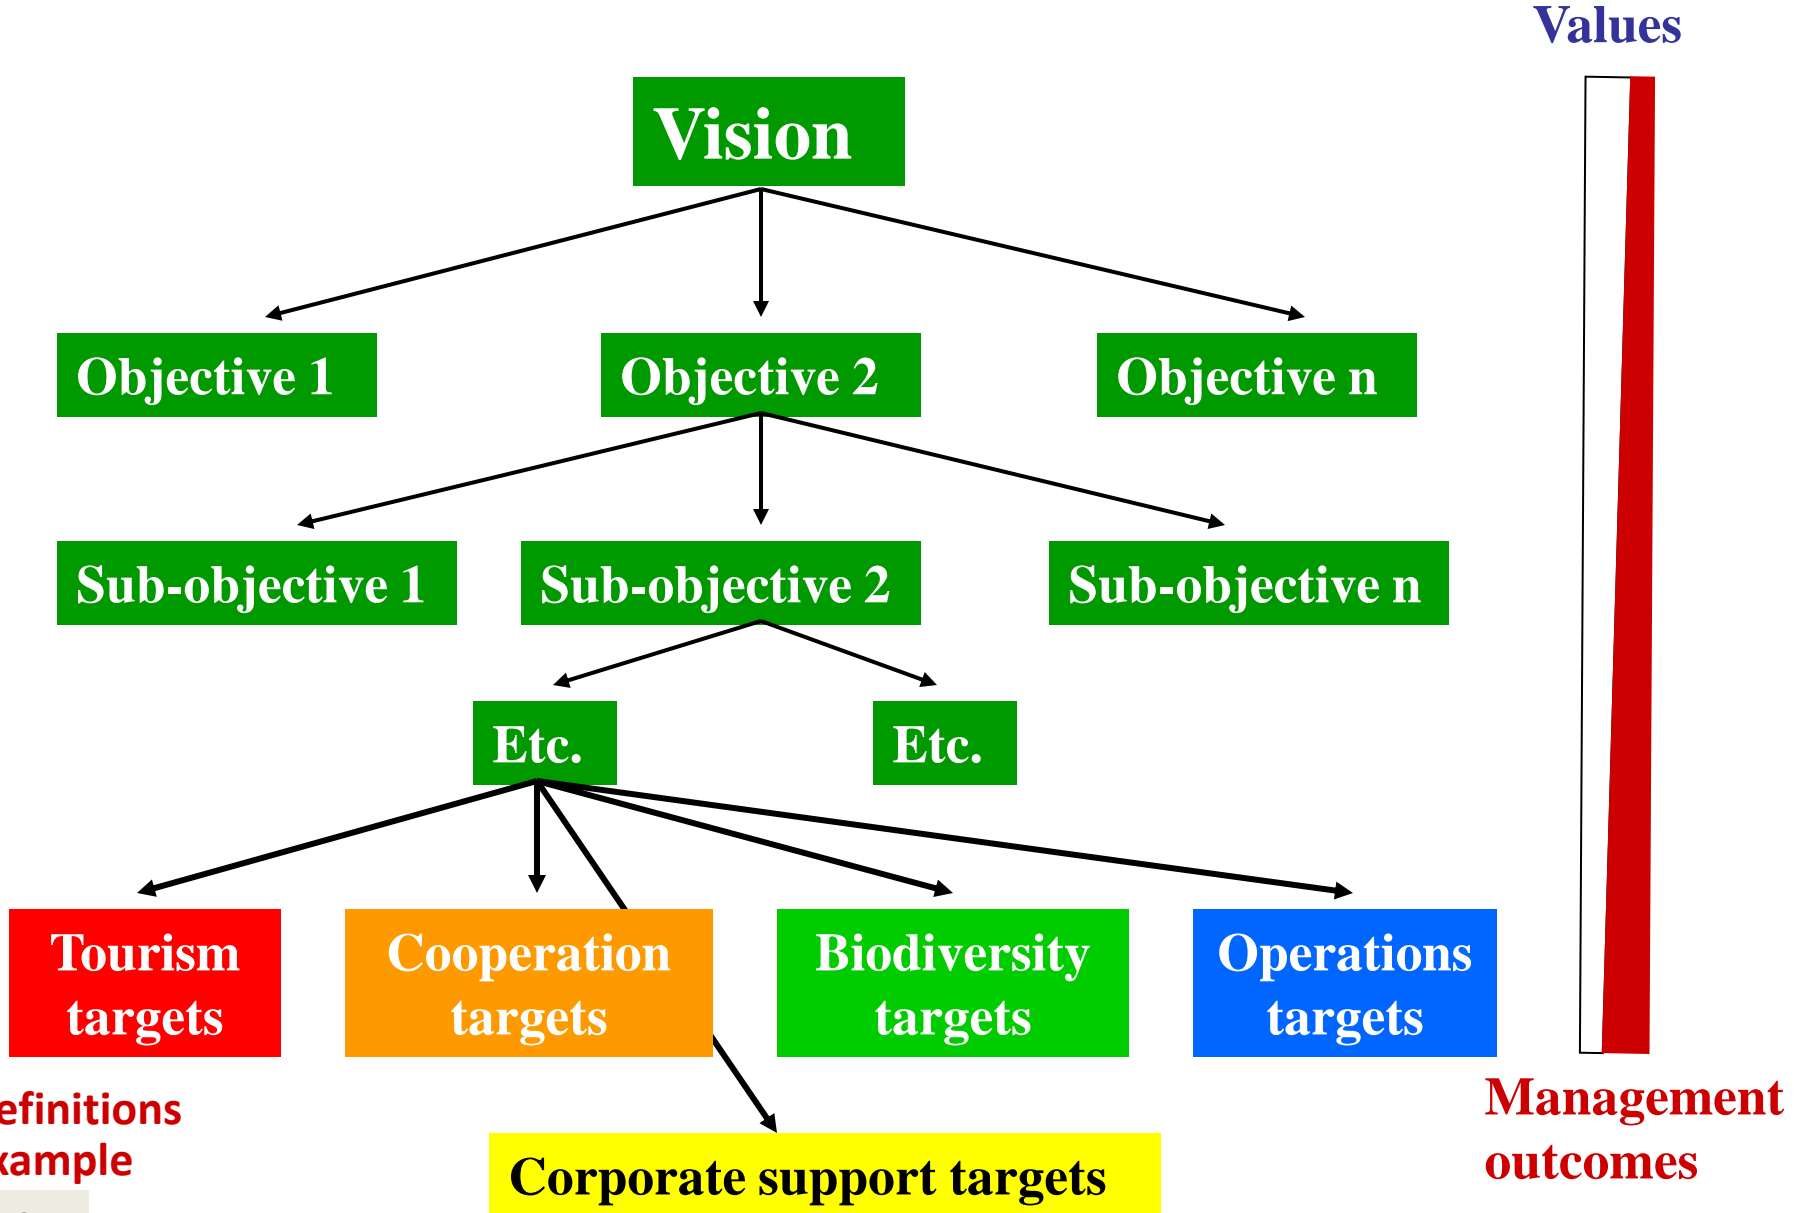 Values
Vision
Objective 1
Objective 2
Objective n
Sub-objective 1
Sub-objective 2
Sub-objective n
Etc.
Etc.
Tourism
targets
Cooperation
targets
Biodiversity
targets
Operations
targets
efinitions
xample
Management
outcomes
Corporate support targets